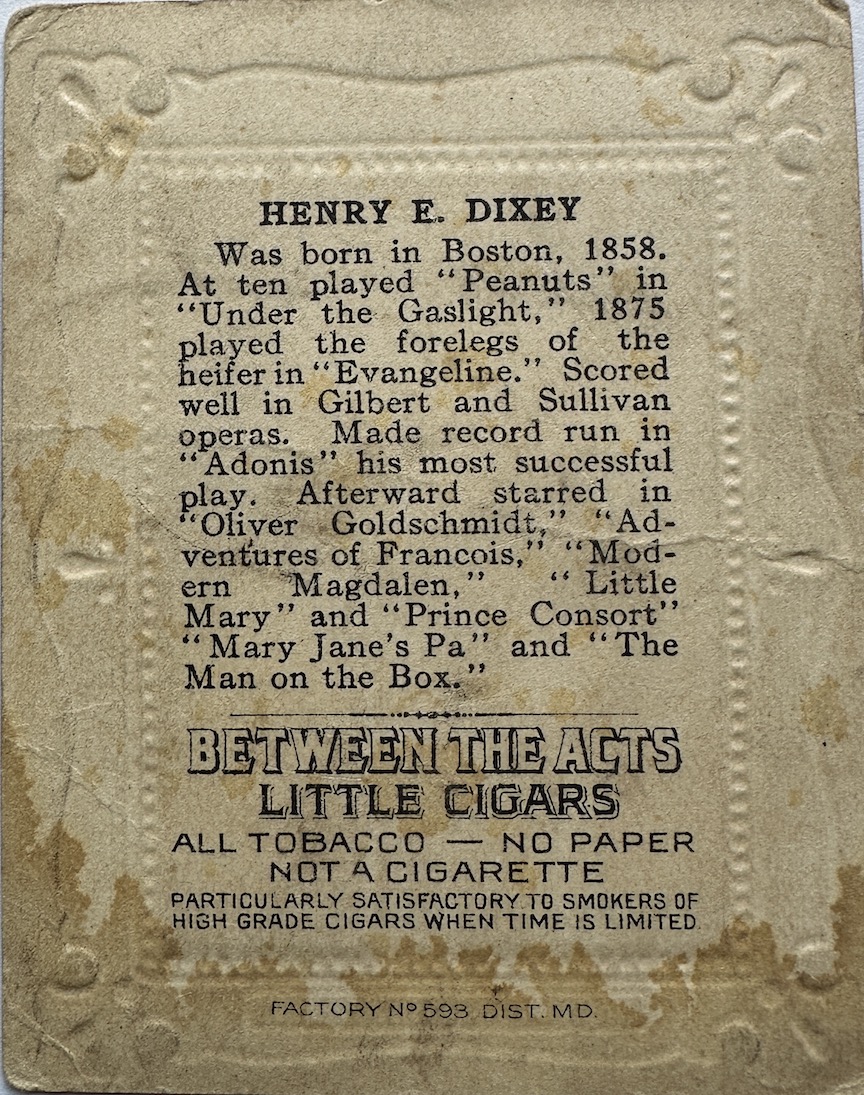 HENRY E. DIXEY
Was born in Boston, 1858.
At ten played "Peanuts" in
"Under the Gaslight," 1875
played the forelegs of the
heifer in "Evangeline." Scored
well in Gilbert and Sullivan
operas. Made record run in
"Adonis" his most successful
play. Afterward starred in
"Oliver Goldschmidt," "Ad-
ventures of Francois," "Mod-
ern Magdalen," "Little
Mary" and "Prince Consort"
"Mary Jane's Pa" and "The
Man on the Box."
BETWEEN THE ACTS
LITTLE CIGARS
ALL TOBACCO — NO PAPER
NOT A CIGARETTE
PARTICULARLY SATISFACTORY TO SMOKERS OF
HIGH GRADE CIGARS WHEN TIME IS LIMITED.
FACTORY Nº 593 DIST. MD.